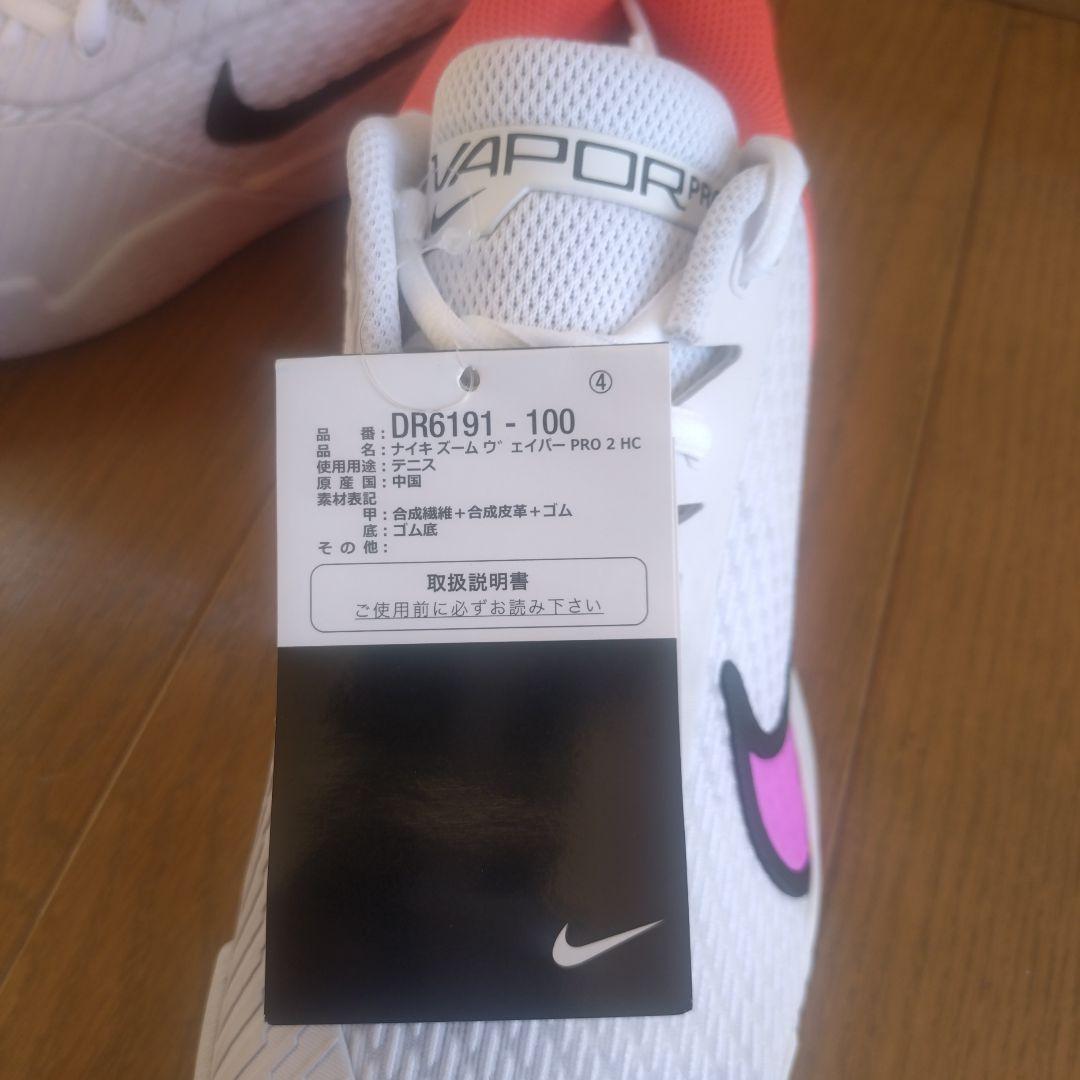 VAPOR PRO
④
品 番：DR6191 - 100
品 名：ナイキ ズーム ヴェイパー PRO 2 HC
使用用途：テニス
原 産 国：中国
素材表記
甲：合成繊維＋合成皮革＋ゴム
底：ゴム底
そ の 他：
取扱説明書
ご使用前に必ずお読み下さい